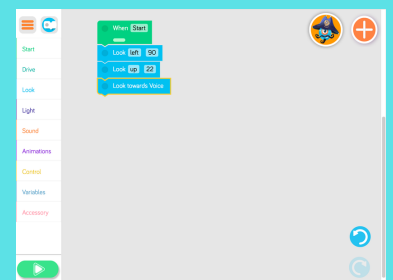 Start
Drive
Look
Light
Sound
Animations
Control
Variables
Accessory
When Start
Look left 90
Look up 22
Look towards Voice